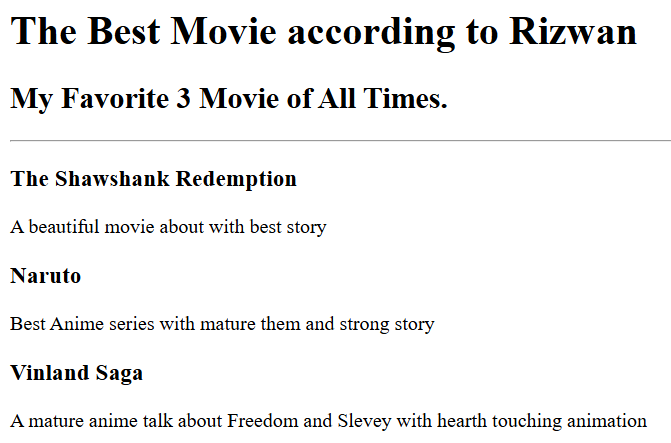 The Best Movie according to Rizwan
My Favorite 3 Movie of All Times.
The Shawshank Redemption
A beautiful movie about with best story
Naruto
Best Anime series with mature them and strong story
Vinland Saga
A mature anime talk about Freedom and Slevey with hearth touching animation